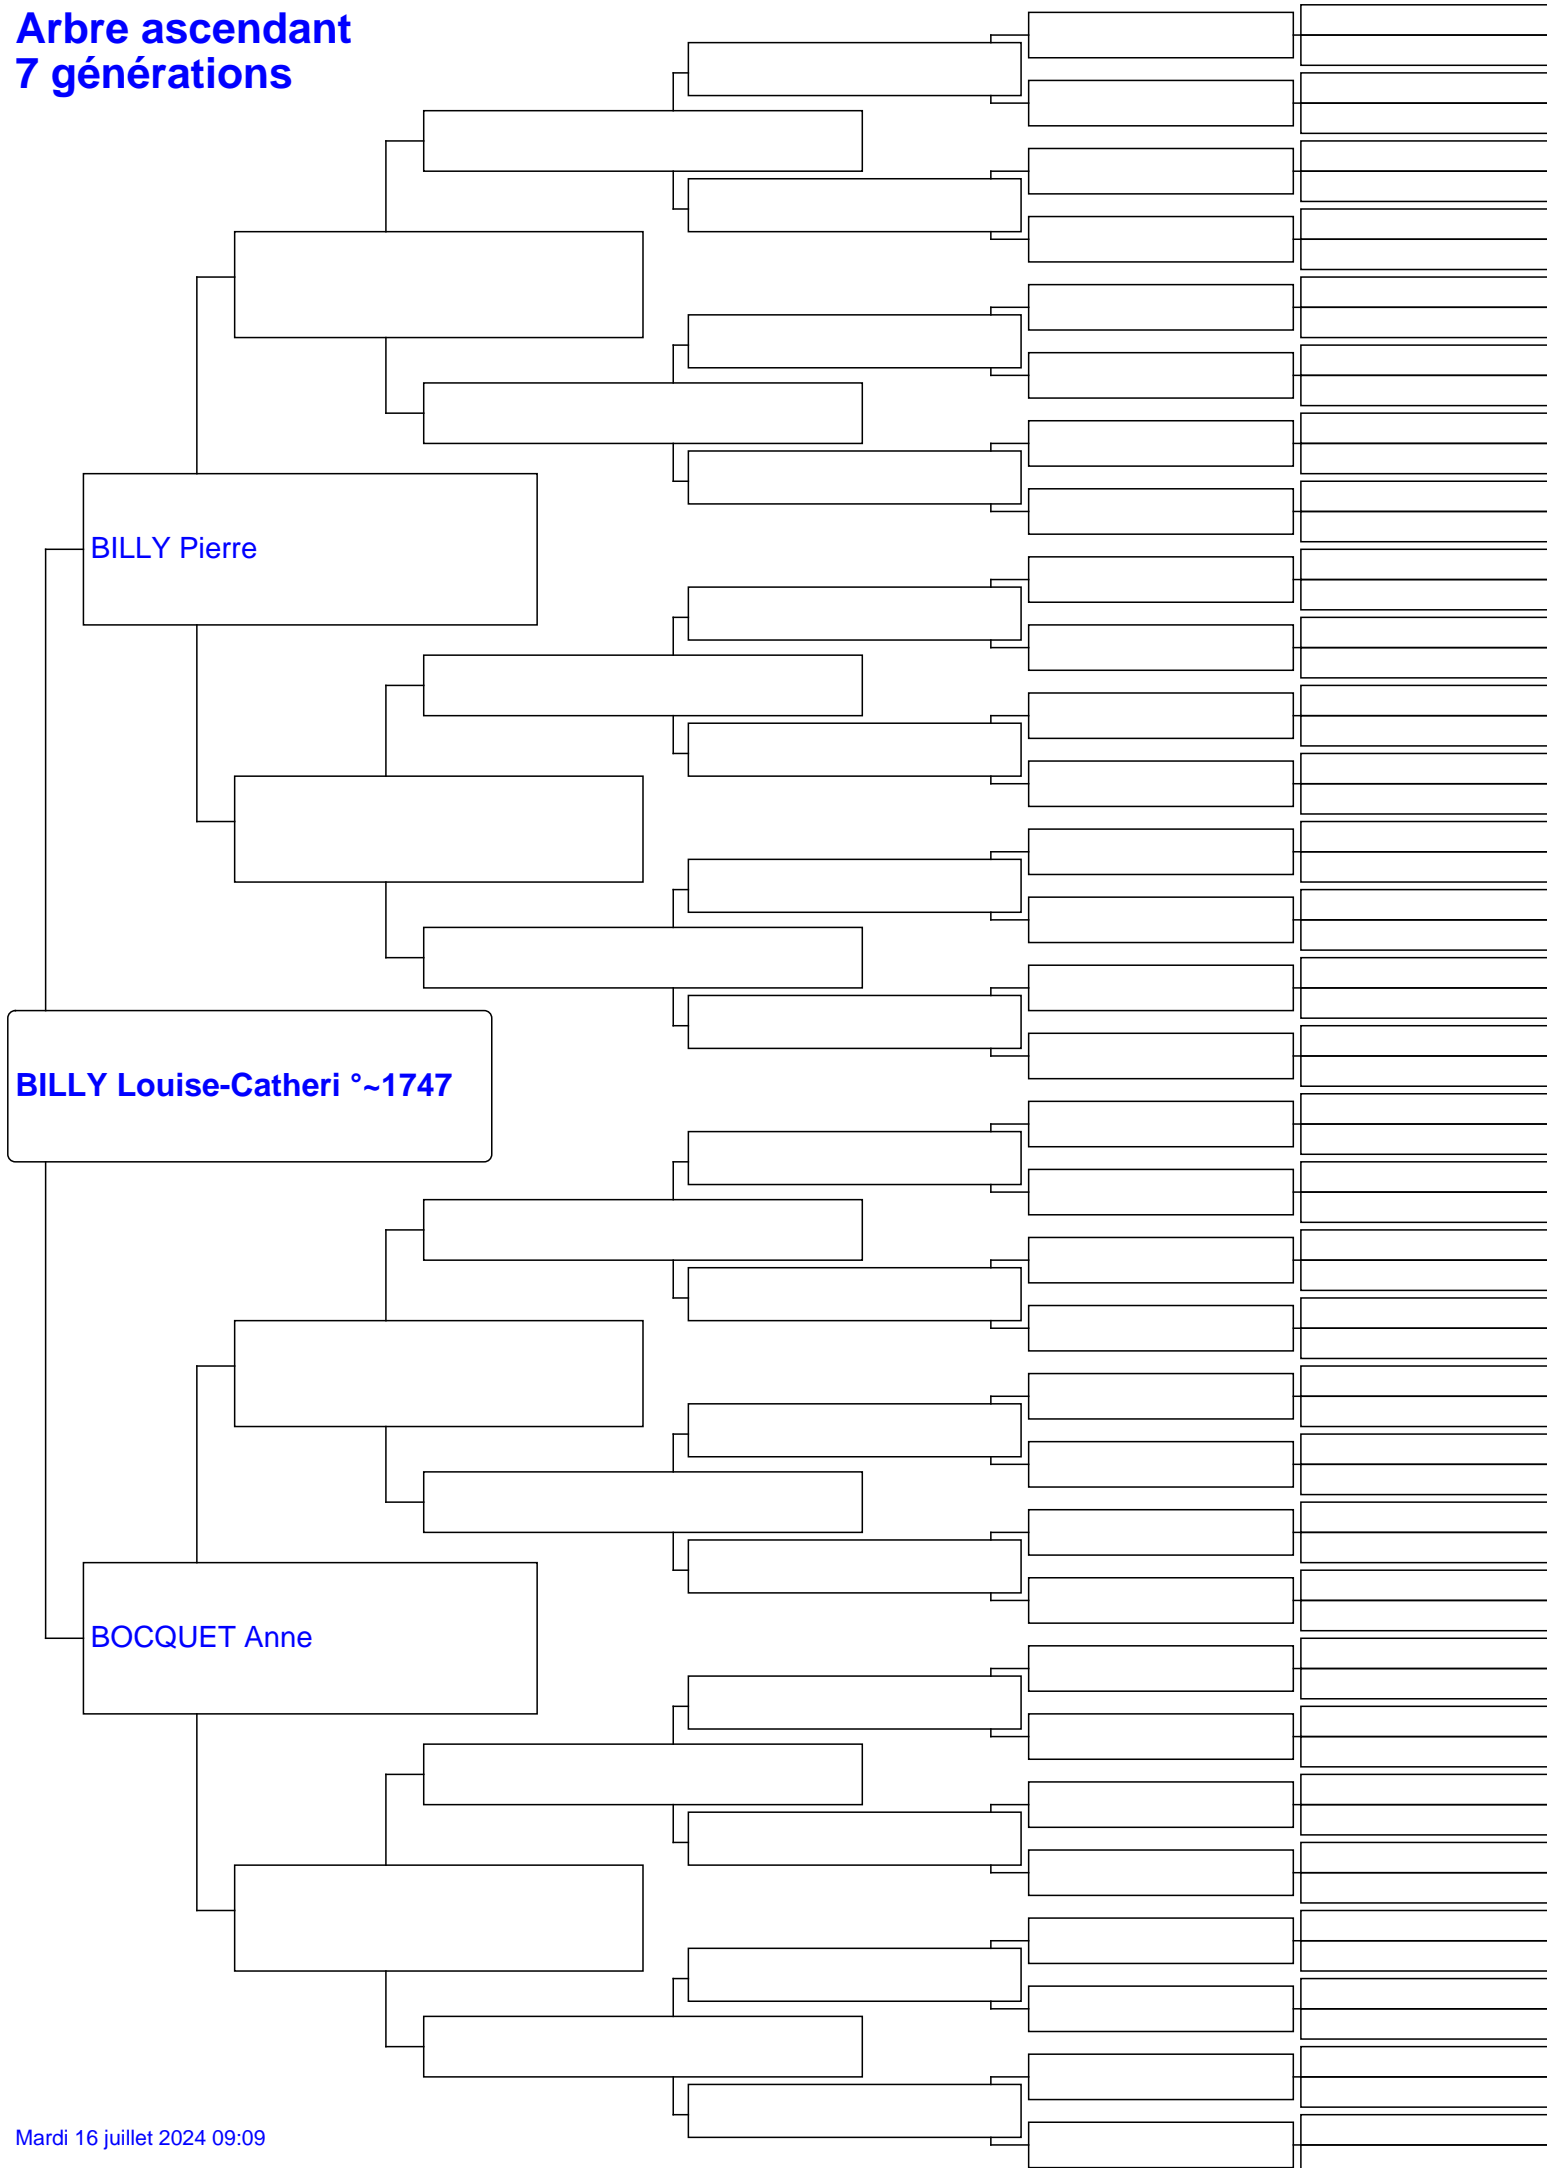 Arbre ascendant
7 générations
BILLY Pierre
BILLY Louise-Catheri °~1747
BOCQUET Anne
Mardi 16 juillet 2024 09:09